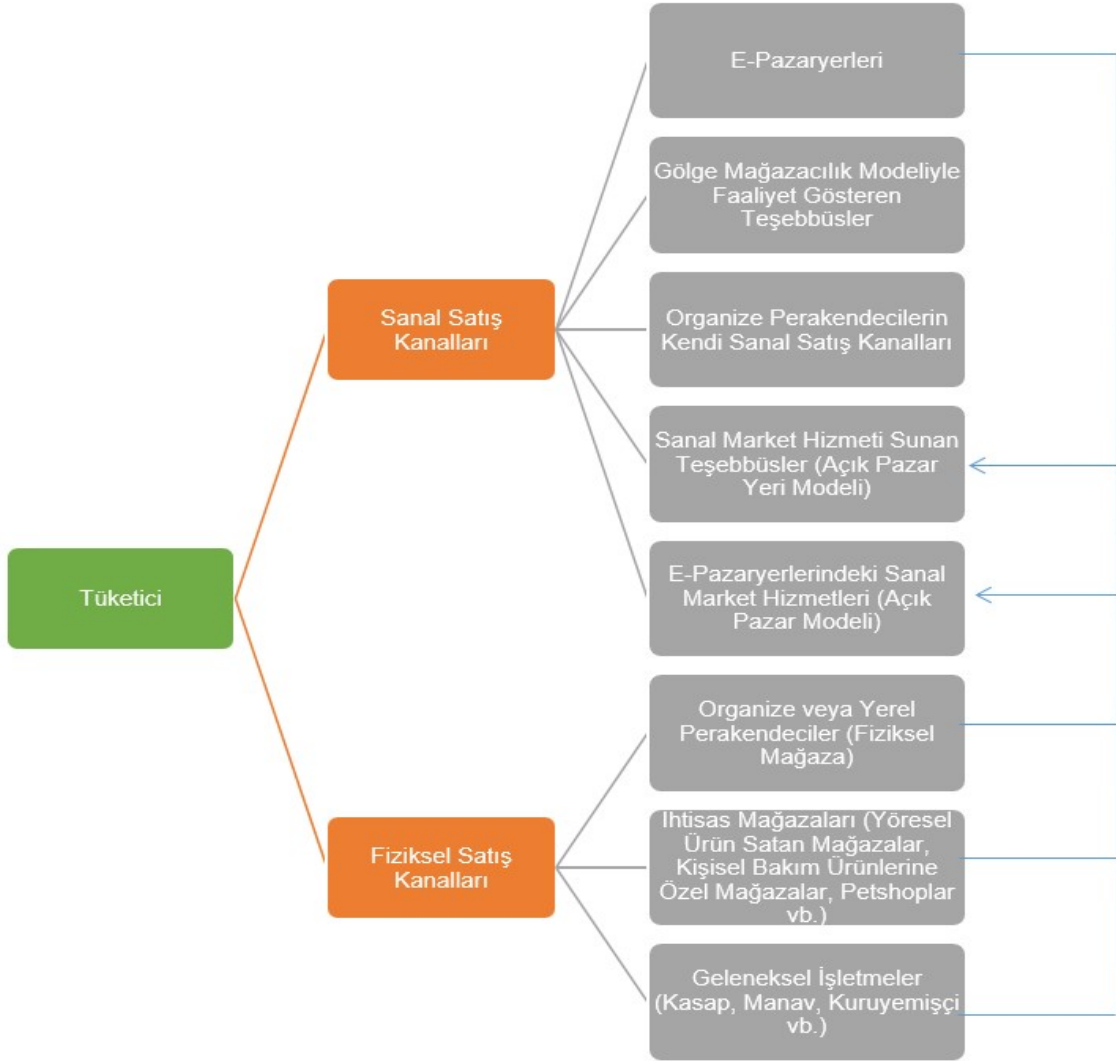 E-Pazaryerleri
Gölge Mağazacılık Modeliyle
Faaliyet Gösteren
Teşebbüsler
Sanal Satış
Kanalları
Organize Perakendecilerin
Kendi Sanal Satış Kanalları
Sanal Market Hizmeti Sunan
Teşebbüsler (Açık Pazar
Yeri Modeli)
E-Pazaryerlerindeki Sanal
Market Hizmetleri (Açık
Pazar Modeli)
Tüketici
Organize veya Yerel
Perakendeciler (Fiziksel
Mağaza)
Fiziksel Satış
Kanalları
Ihtisas Mağazaları (Yöresel
Ürün Satan Mağazalar,
Kişisel Bakım Ürünlerine
Özel Mağazalar, Petshoplar
vb.)
Geleneksel İşletmeler
(Kasap, Manav, Kuruyemişçi
vb.)